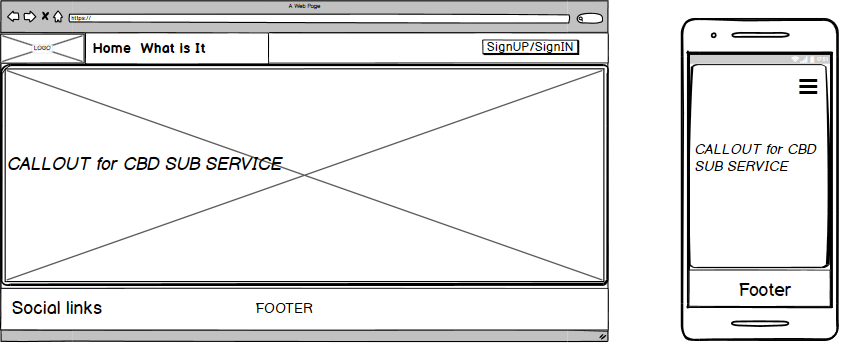 A Web Page
https://
LOGO
Home What is It
SignUP/SignIN
CALLOUT for CBD SUB SERVICE
Social links
FOOTER
CALLOUT for CBD
SUB SERVICE
Footer